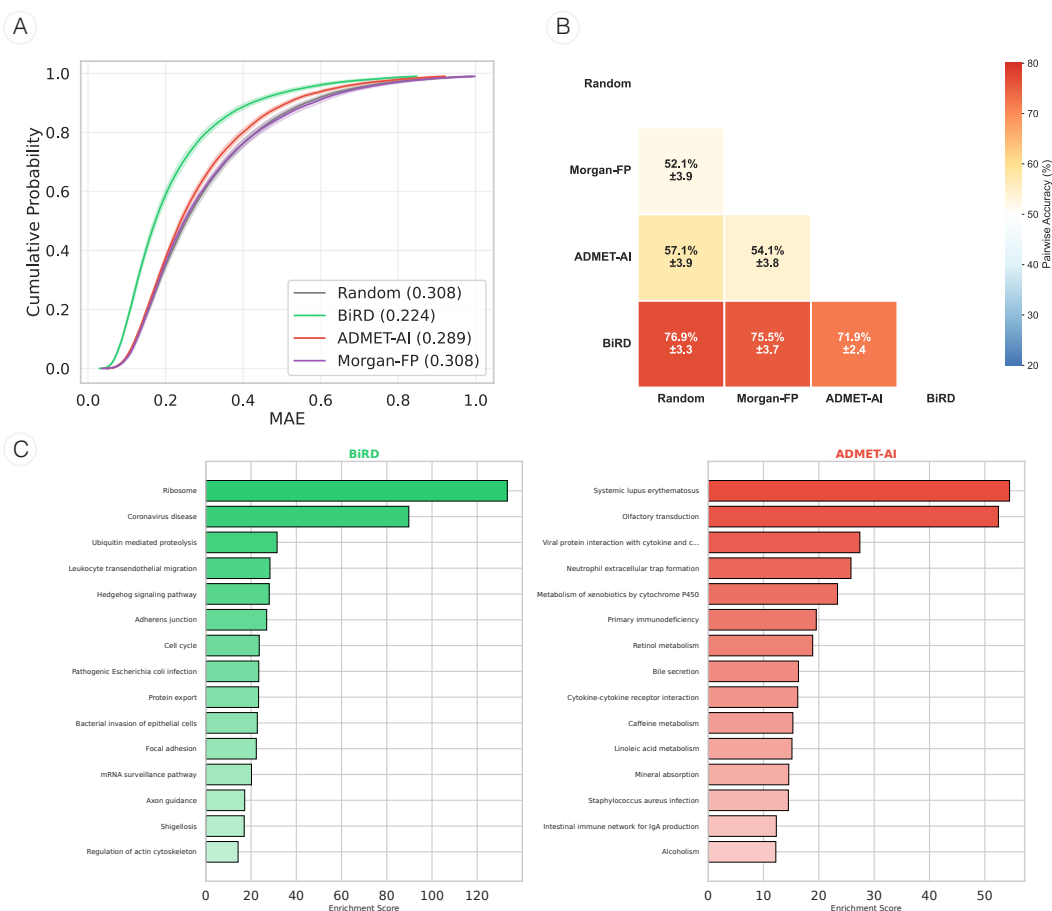 A
1.0
0.8
0.6
0.4
0.2
0.0
Cumulative Probability
Random (0.308)
BiRD (0.224)
ADMET-AI (0.289)
Morgan-FP (0.308)
0.0 0.2 0.4 0.6 0.8 1.0
MAE
B
Random
Morgan-FP
52.1%
±3.9
ADMET-AI
57.1%
±3.9
54.1%
±3.8
BiRD
76.9%
±3.3
75.5%
±3.7
71.9%
±2.4
Random Morgan-FP ADMET-AI BiRD
80
70
60
50
40
30
20
Pairwise Accuracy (%)
C
BiRD
Ribosome
Coronavirus disease
Ubiquitin mediated proteolysis
Leukocyte transendothelial migration
Hedgehog signaling pathway
Adherens junction
Cell cycle
Pathogenic Escherichia coli infection
Protein export
Bacterial invasion of epithelial cells
Focal adhesion
mRNA surveillance pathway
Axon guidance
Shigellosis
Regulation of actin cytoskeleton
0 20 40 60 80 100 120
Enrichment Score
ADMET-AI
Systemic lupus erythematosus
Olfactory transduction
Viral protein interaction with cytokine and c...
Neutrophil extracellular trap formation
Metabolism of xenobiotics by cytochrome P450
Primary immunodeficiency
Retinol metabolism
Bile secretion
Cytokine-cytokine receptor interaction
Caffeine metabolism
Linoleic acid metabolism
Mineral absorption
Staphylococcus aureus infection
Intestinal immune network for IgA production
Alcoholism
0 10 20 30 40 50
Enrichment Score